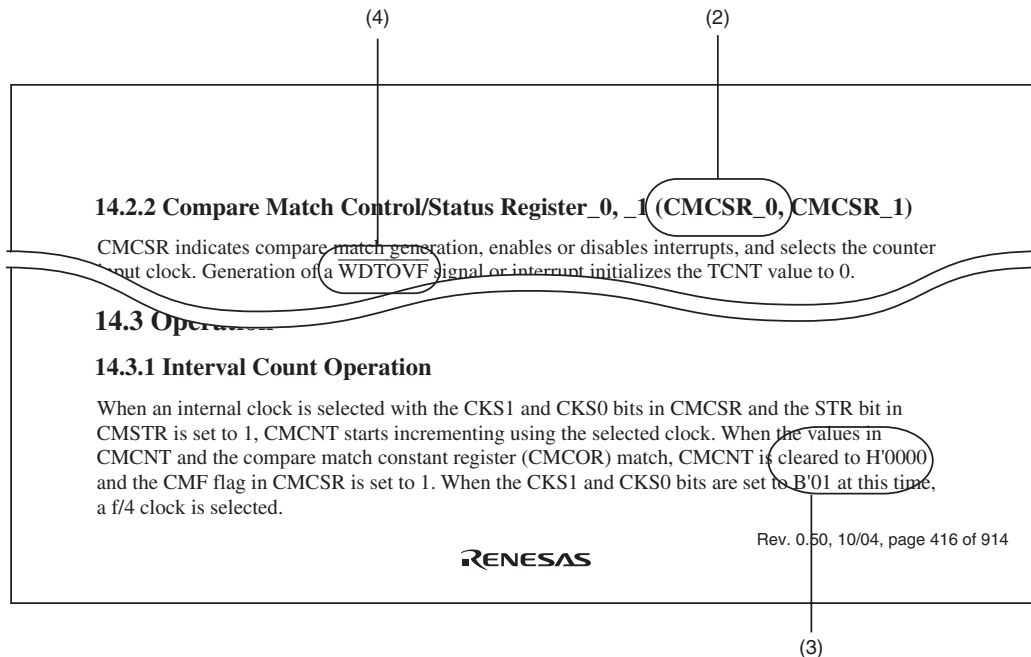 (4) (2)
14.2.2 Compare Match Control/Status Register_0, _1 (CMCSR_0, CMCSR_1)
CMCSR indicates compare match generation, enables or disables interrupts, and selects the counter
input clock. Generation of a WDTOVF signal or interrupt initializes the TCNT value to 0.
14.3 Operation
14.3.1 Interval Count Operation
When an internal clock is selected with the CKS1 and CKS0 bits in CMCSR and the STR bit in
CMSTR is set to 1, CMCNT starts incrementing using the selected clock. When the values in
CMCNT and the compare match constant register (CMCOR) match, CMCNT is cleared to H'0000
and the CMF flag in CMCSR is set to 1. When the CKS1 and CKS0 bits are set to B'01 at this time,
a f/4 clock is selected.
Rev. 0.50, 10/04, page 416 of 914
RENESAS
(3)